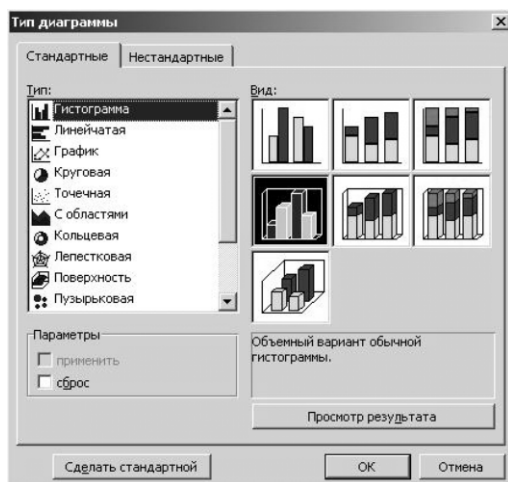 Тип диаграммы
Стандартные
Нестандартные
Тип:
Гистограмма
Линейчатая
График
Круговая
Точечная
С областями
Кольцевая
Лепестковая
Поверхность
Пузырьковая
Вид:
Параметры
применить
сброс
Объемный вариант обычной
гистограммы.
Просмотр результата
Сделать стандартной
ОК
Отмена